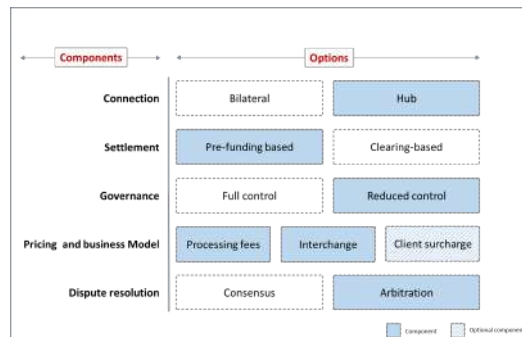 Components
Options
Connection
Bilateral
Hub
Settlement
Pre-funding based
Clearing-based
Governance
Full control
Reduced control
Pricing and business Model
Processing fees
Interchange
Client surcharge
Dispute resolution
Consensus
Arbitration
Component
Optional component